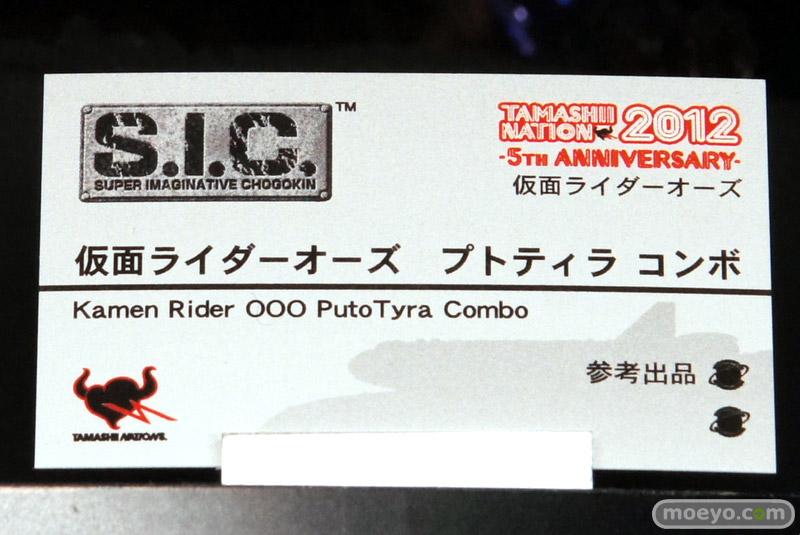 S.I.C.™
SUPER IMAGINATIVE CHOGOKIN
TAMASHII
NATION 2012
-5TH ANNIVERSARY-
仮面ライダーオーズ
仮面ライダーオーズ プトティラ コンボ
Kamen Rider OOO PutoTyra Combo
参考出品
TAMASHII NATIONS.
moeyo.com